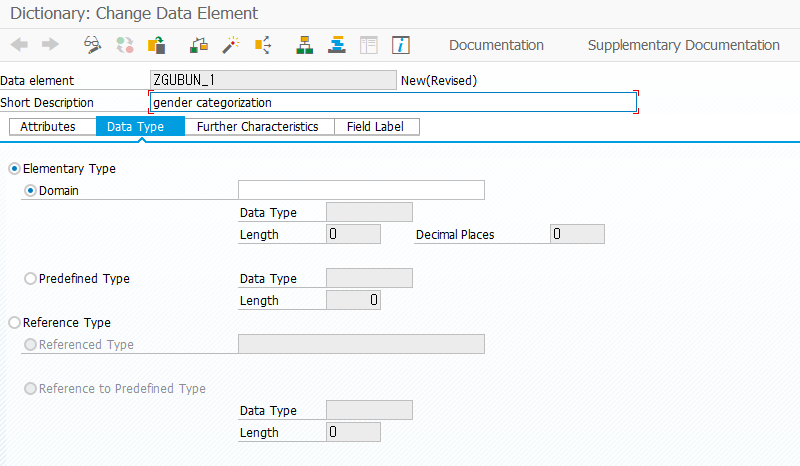 Dictionary: Change Data Element
Documentation Supplementary Documentation
Data element ZGUBUN_1 New(Revised)
Short Description gender categorization
Attributes Data Type Further Characteristics Field Label
Elementary Type
Domain
Data Type
Length 0 Decimal Places 0
Predefined Type Data Type
Length 0
Reference Type
Referenced Type
Reference to Predefined Type
Data Type
Length 0